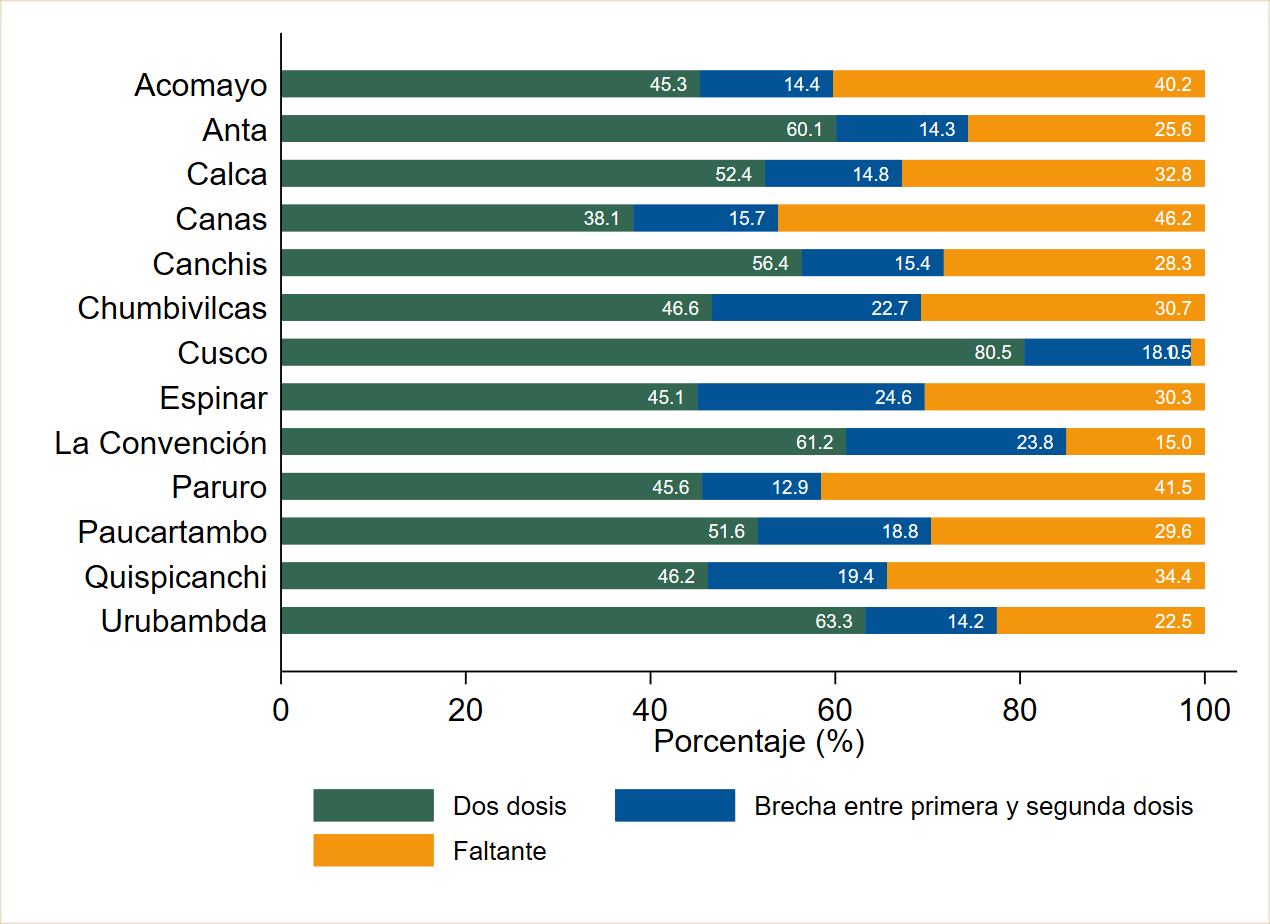 Acomayo 45.3 14.4 40.2
Anta 60.1 14.3 25.6
Calca 52.4 14.8 32.8
Canas 38.1 15.7 46.2
Canchis 56.4 15.4 28.3
Chumbivilcas 46.6 22.7 30.7
Cusco 80.5 18.0 1.5
Espinar 45.1 24.6 30.3
La Convención 61.2 23.8 15.0
Paruro 45.6 12.9 41.5
Paucartambo 51.6 18.8 29.6
Quispicanchi 46.2 19.4 34.4
Urubambda 63.3 14.2 22.5
0 20 40 60 80 100
Porcentaje (%)
Dos dosis Brecha entre primera y segunda dosis
Faltante